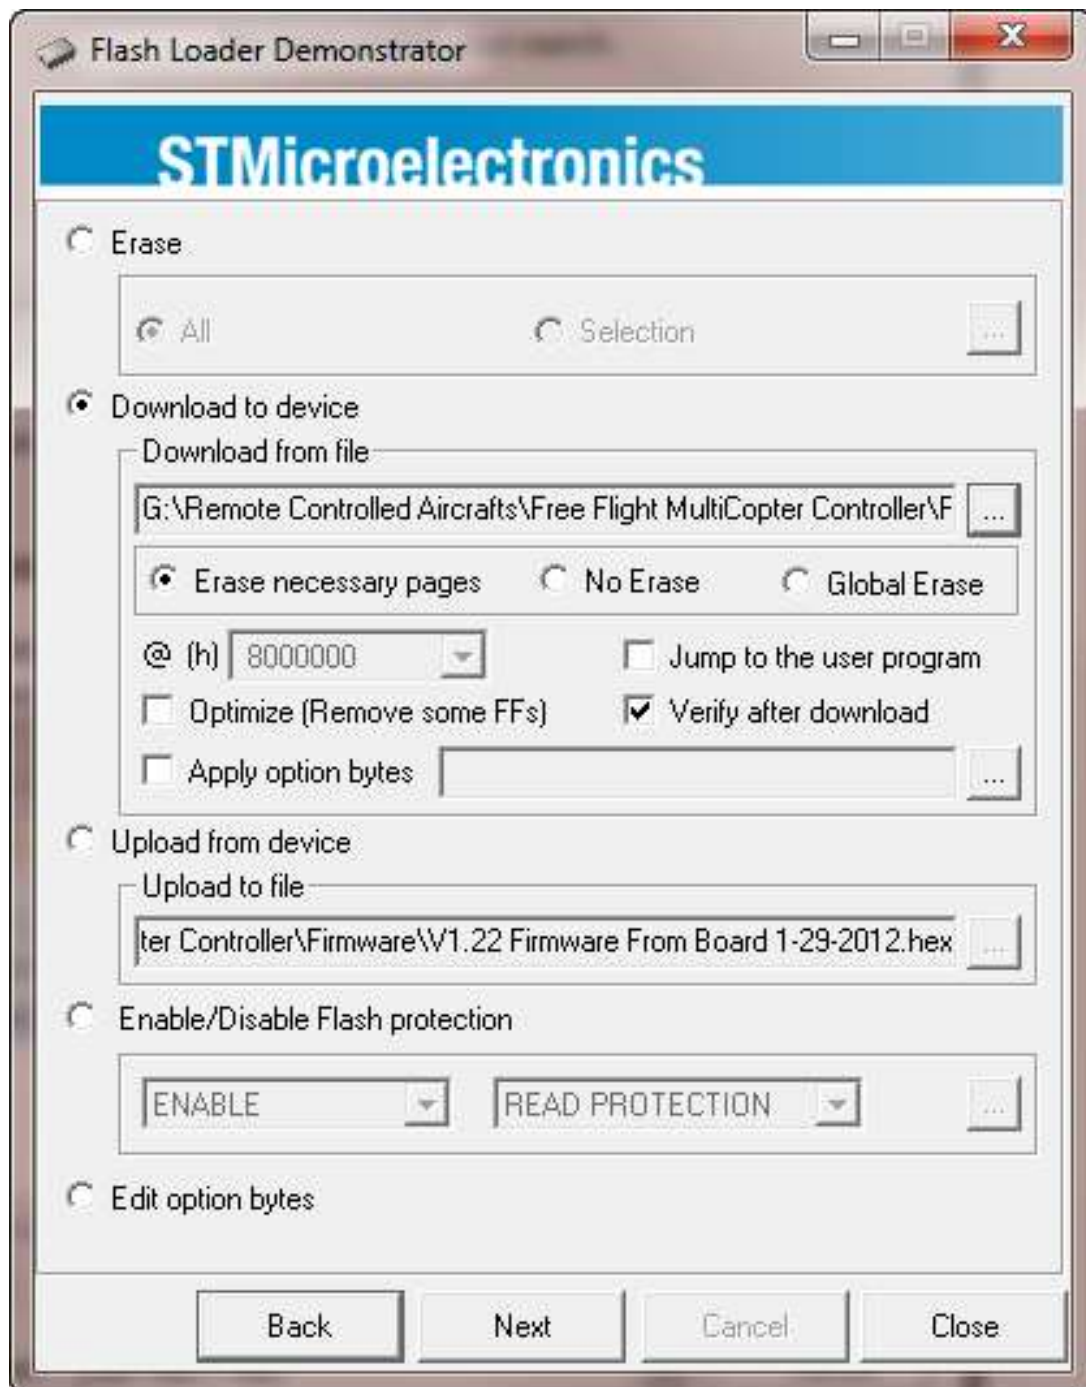 Flash Loader Demonstrator
STMicroelectronics
Erase
All Selection ...
Download to device
Download from file
G:\Remote Controlled Aircrafts\Free Flight MultiCopter Controller\F ...
Erase necessary pages No Erase Global Erase
@ (h) 8000000 Jump to the user program
Optimize (Remove some FFs) Verify after download
Apply option bytes ...
Upload from device
Upload to file
ter Controller\Firmware\V1.22 Firmware From Board 1-29-2012.hex ...
Enable/Disable Flash protection
ENABLE READ PROTECTION ...
Edit option bytes
Back Next Cancel Close